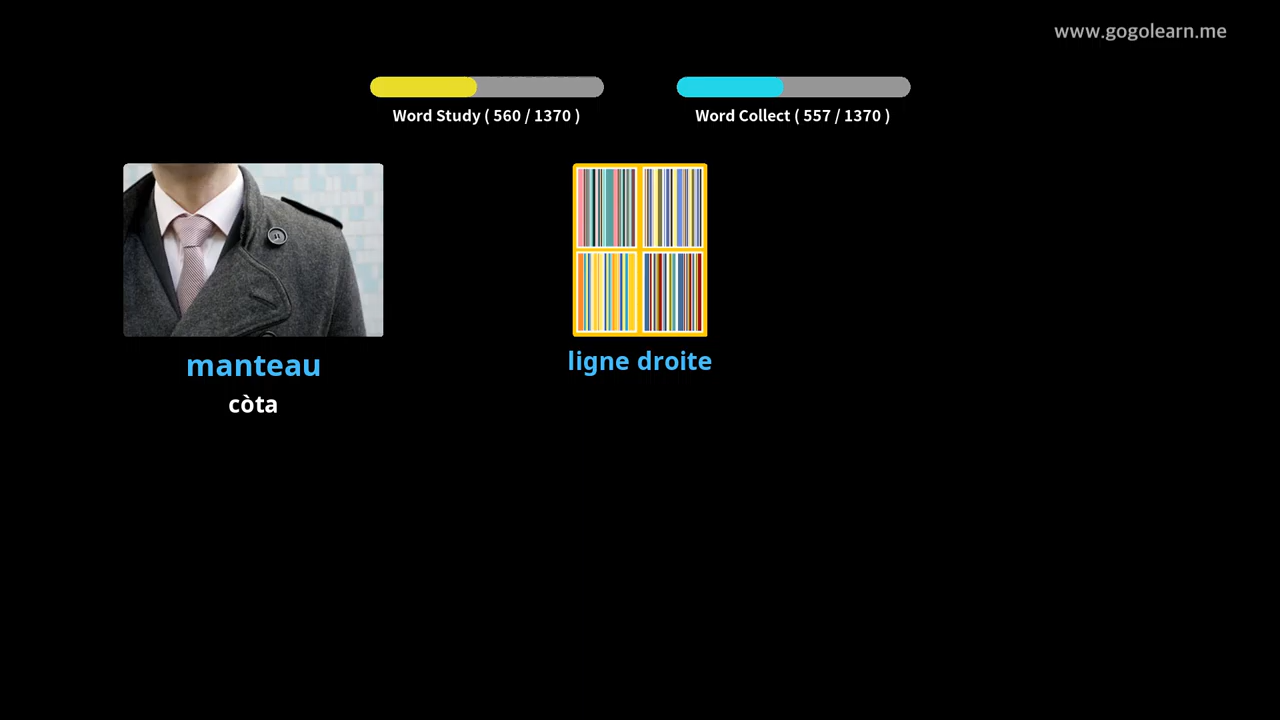 www.gogolearn.me
Word Study ( 560 / 1370 )
Word Collect ( 557 / 1370 )
manteau
còta
ligne droite